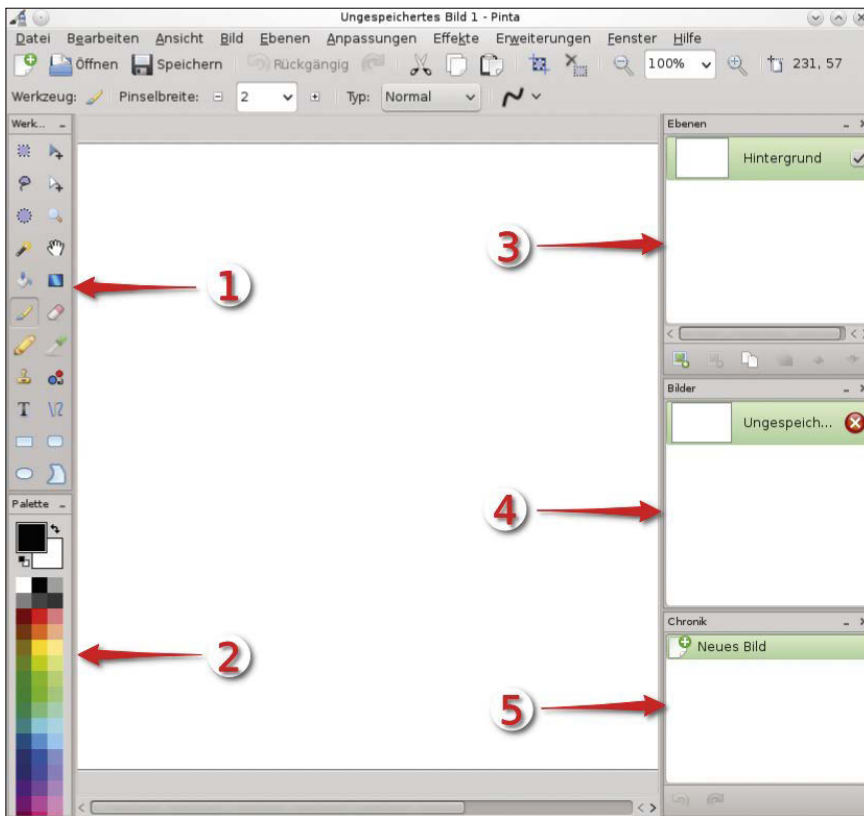 Ungespeichertes Bild 1 - Pinta
Datei Bearbeiten Ansicht Bild Ebenen Anpassungen Effekte Erweiterungen Fenster Hilfe
Öffnen Speichern Rückgängig 100% 231, 57
Werkzeug: Pinselbreite: 2 Typ: Normal
Werk...
Ebenen
Hintergrund
3
1
Bilder
Ungespeich...
4
Palette
Chronik
Neues Bild
2
5